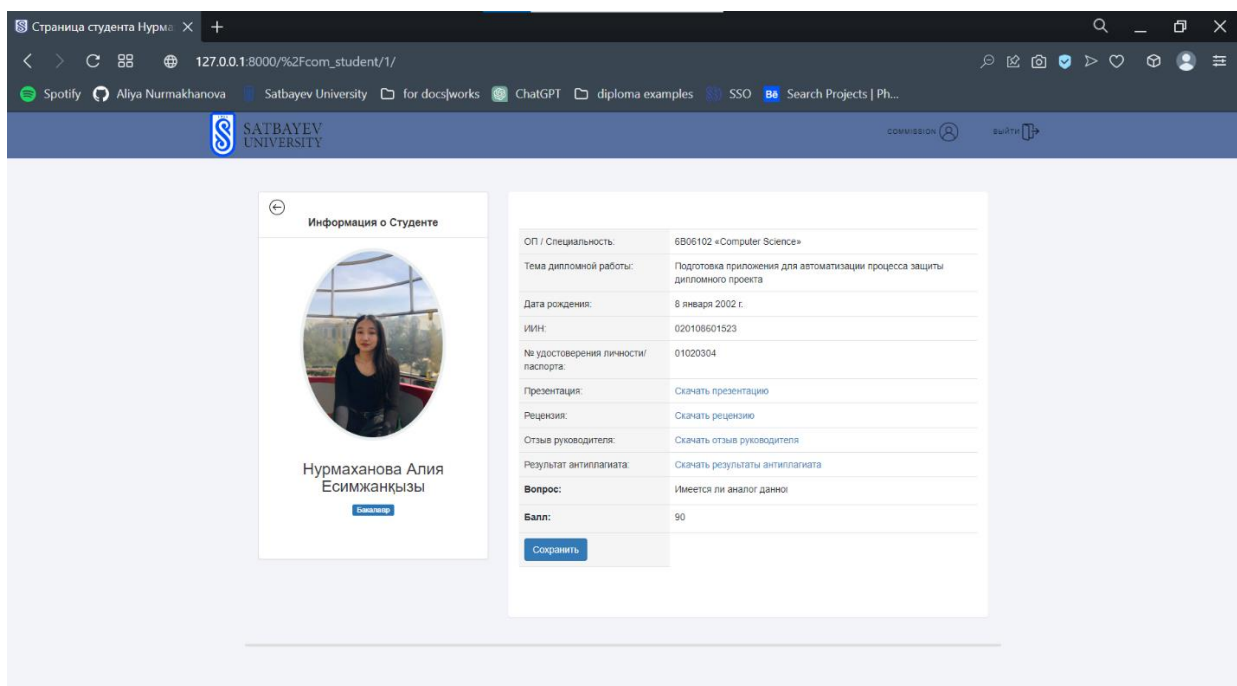 Страница студента Нурма
127.0.0.1:8000/%2Fcom_student/1/
Spotify Aliya Nurmakhanova Satbayev University for docs|works ChatGPT diploma examples SSO Bē Search Projects | Ph...
SATBAYEV
UNIVERSITY
COMMISSION ВЫЙТИ
Информация о Студенте
Нурмаханова Алия
Есимжанқызы
Бакалавр
ОП / Специальность: 6B06102 «Computer Science»
Тема дипломной работы: Подготовка приложения для автоматизации процесса защиты
дипломного проекта
Дата рождения: 8 января 2002 г.
ИИН: 020108601523
№ удостоверения личности/ 01020304
паспорта:
Презентация: Скачать презентацию
Рецензия: Скачать рецензию
Отзыв руководителя: Скачать отзыв руководителя
Результат антиплагиата: Скачать результаты антиплагиата
Вопрос: Имеется ли аналог данног
Балл: 90
Сохранить